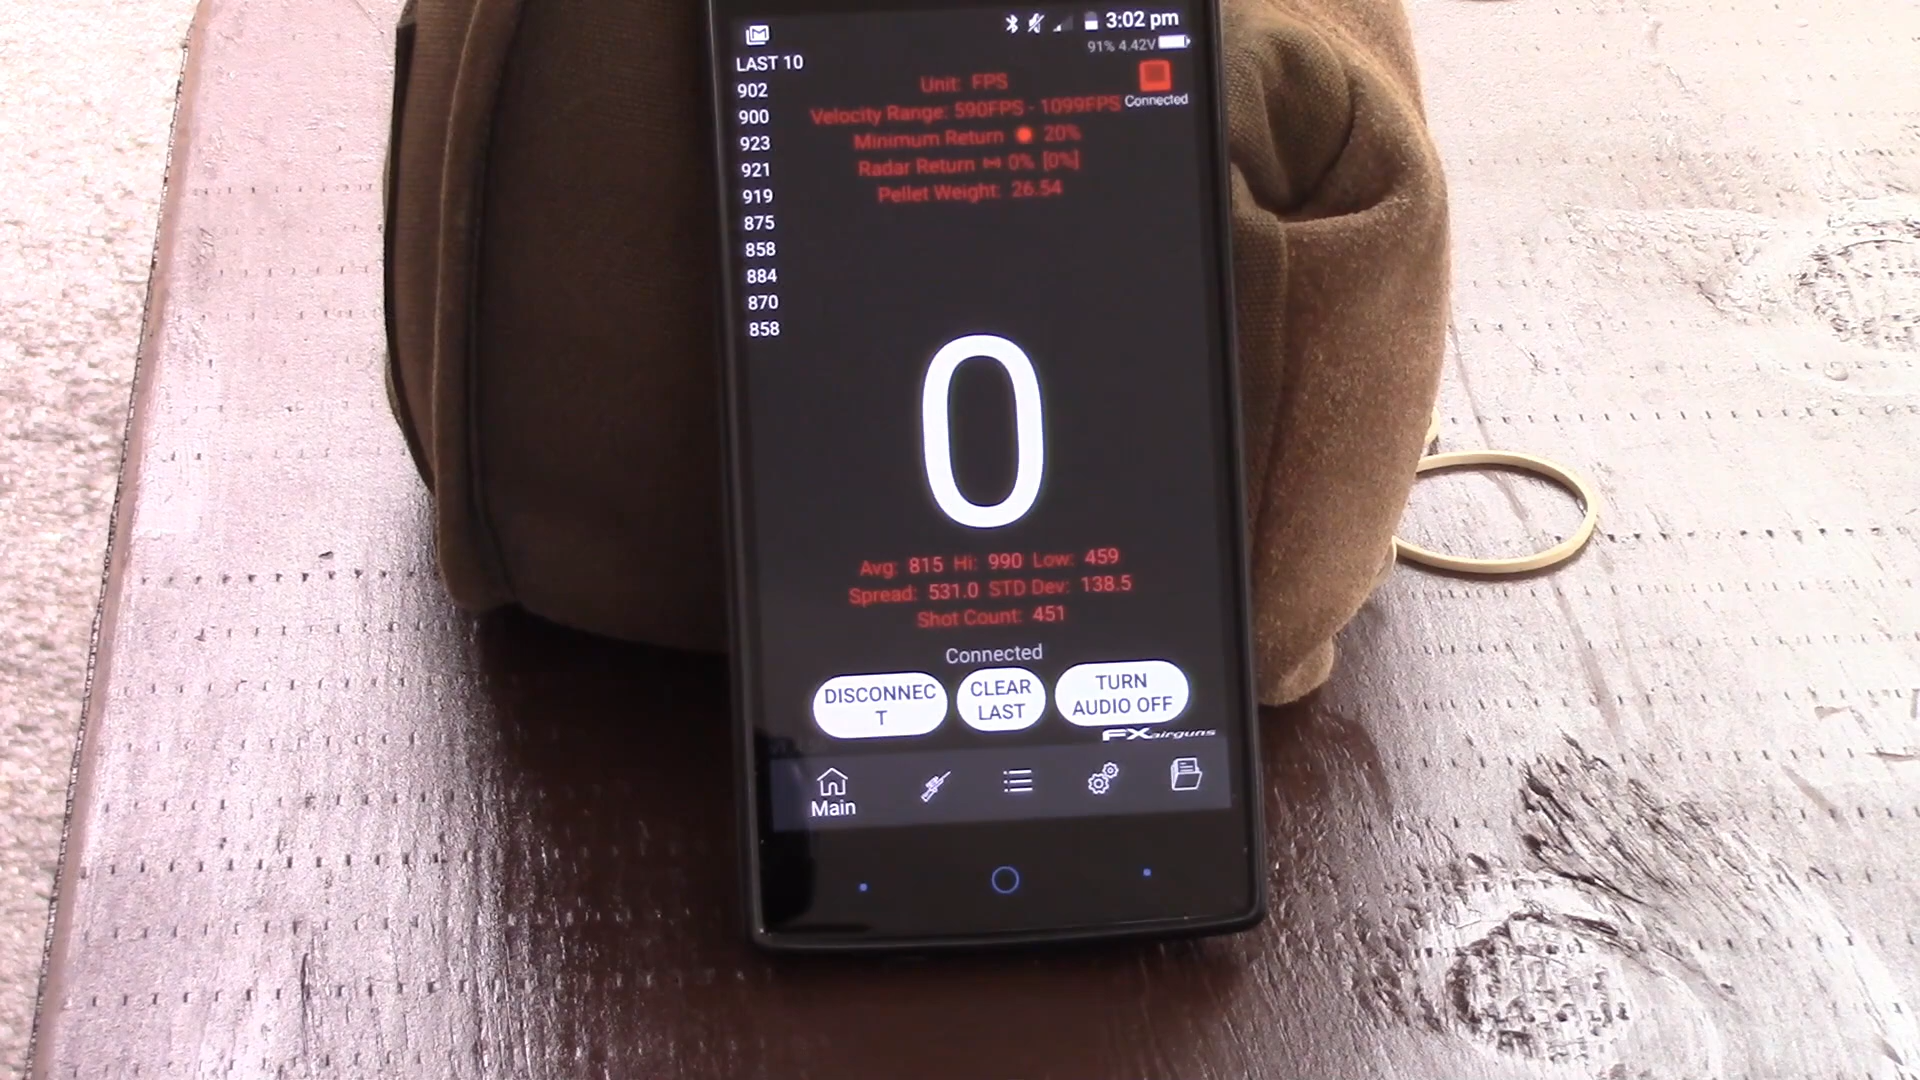 3:02 pm
91% 4.42V
LAST 10
902
900
923
921
919
875
858
884
870
858
Unit: FPS
Connected
Velocity Range: 590FPS - 1099FPS
Minimum Return 20%
Radar Return 0% [0%]
Pellet Weight: 26.54
0
Avg: 815 Hi: 990 Low: 459
Spread: 531.0 STD Dev: 138.5
Shot Count: 451
Connected
DISCONNEC
T
CLEAR
LAST
TURN
AUDIO OFF
FX airguns
Main